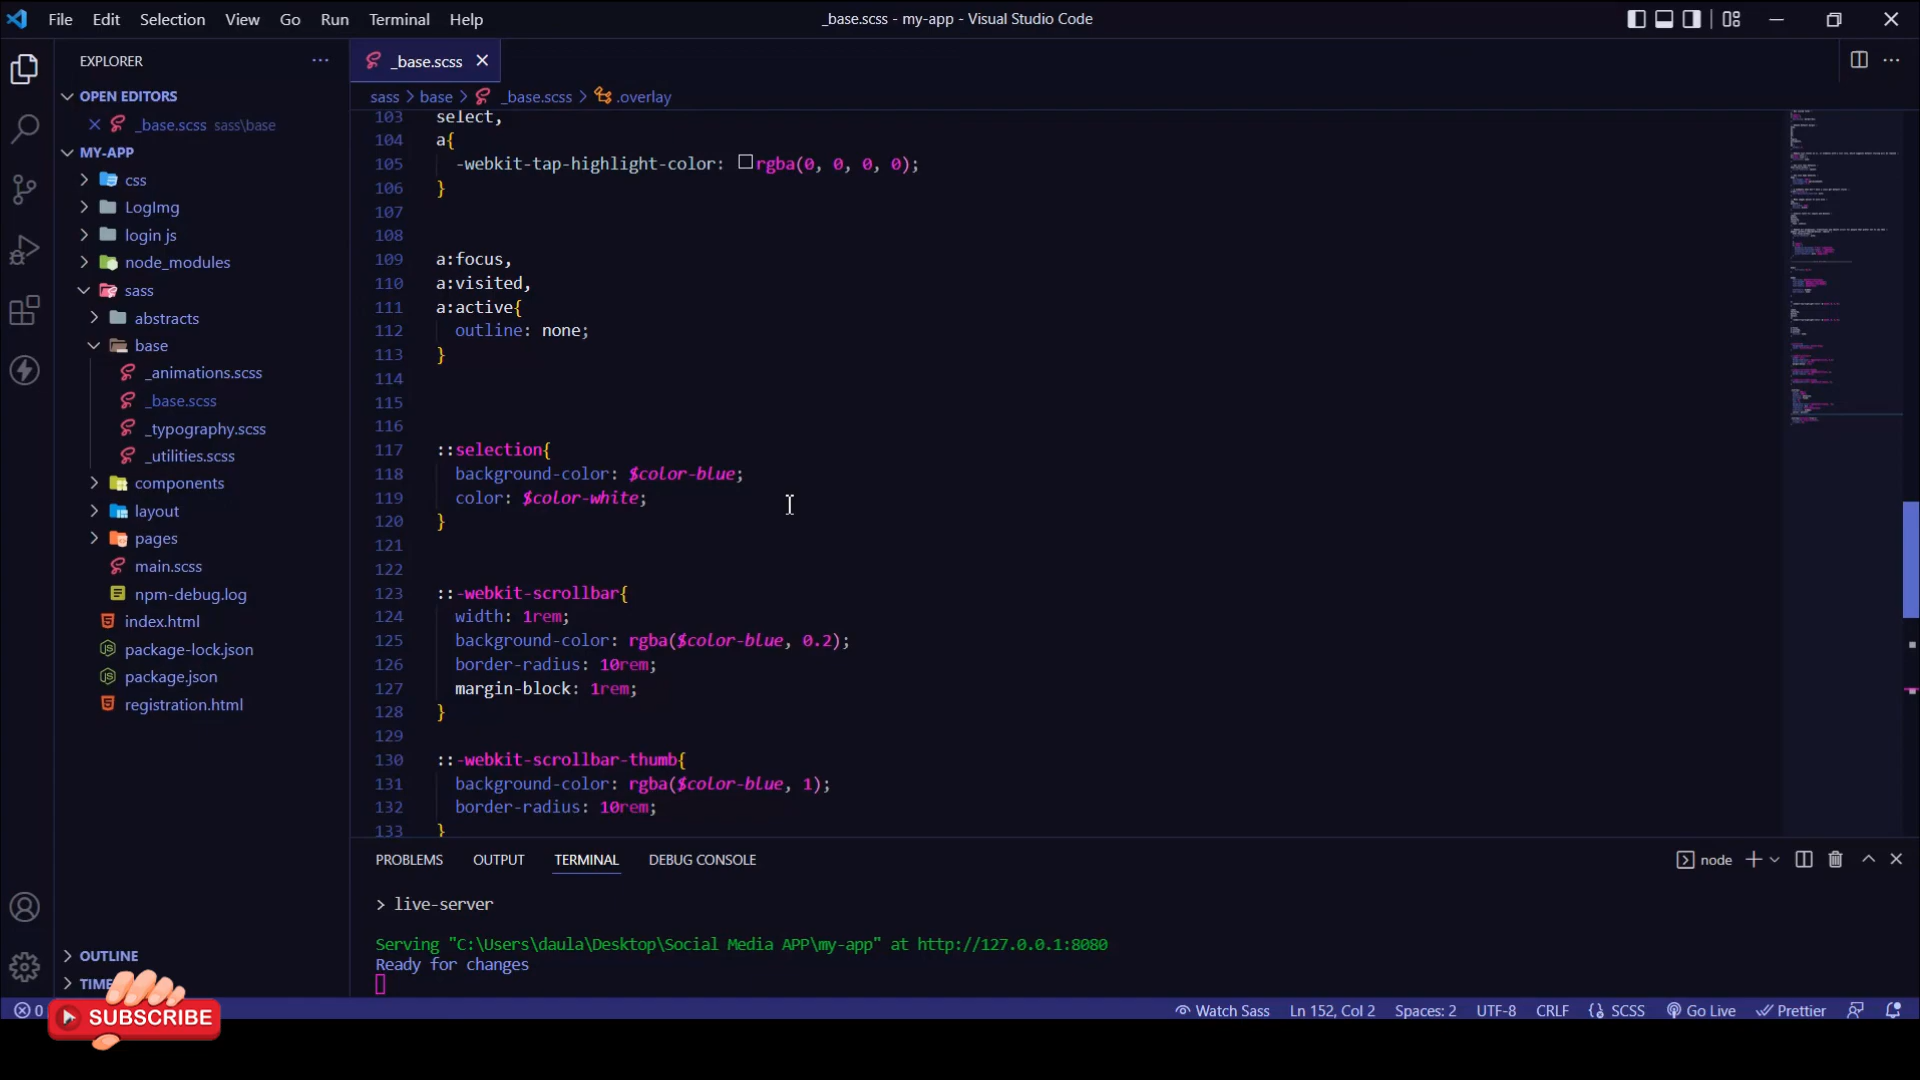 File Edit Selection View Go Run Terminal Help
_base.scss - my-app - Visual Studio Code
EXPLORER
OPEN EDITORS
_base.scss sass\base
MY-APP
css
LogImg
login js
node_modules
sass
abstracts
base
_animations.scss
_base.scss
_typography.scss
_utilities.scss
components
layout
pages
main.scss
npm-debug.log
index.html
package-lock.json
package.json
registration.html
OUTLINE
TIME
_base.scss
sass > base > _base.scss > .overlay
103 select,
104 a{
105 -webkit-tap-highlight-color: rgba(0, 0, 0, 0);
106 }
107
108
109 a:focus,
110 a:visited,
111 a:active{
112 outline: none;
113 }
114
115
116
117 ::selection{
118 background-color: $color-blue;
119 color: $color-white;
120 }
121
122
123 ::-webkit-scrollbar{
124 width: 1rem;
125 background-color: rgba($color-blue, 0.2);
126 border-radius: 10rem;
127 margin-block: 1rem;
128 }
129
130 ::-webkit-scrollbar-thumb{
131 background-color: rgba($color-blue, 1);
132 border-radius: 10rem;
133 }
PROBLEMS OUTPUT TERMINAL DEBUG CONSOLE
node
> live-server
Serving "C:\Users\daula\Desktop\Social Media APP\my-app" at http://127.0.0.1:8080
Ready for changes
0
SUBSCRIBE
Watch Sass Ln 152, Col 2 Spaces: 2 UTF-8 CRLF {} SCSS Go Live Prettier